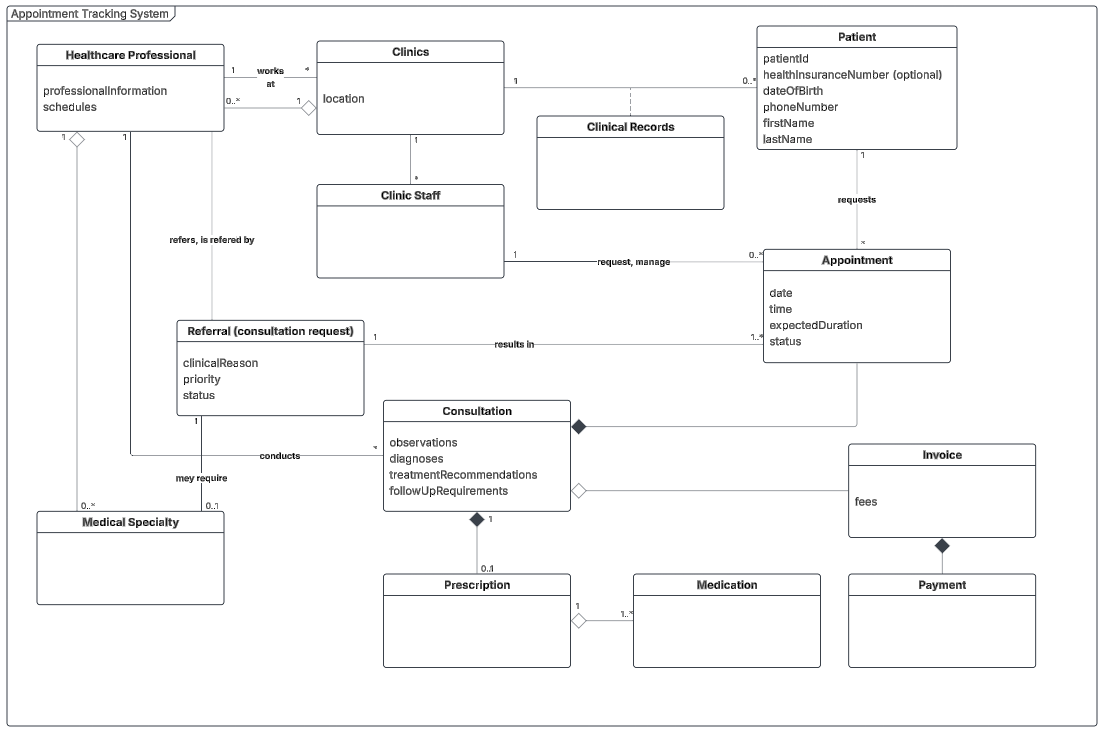 Appointment Tracking System
Healthcare Professional
professionalInformation
schedules
1
works
at
*
0..*
1
Clinics
location
1
0..*
Patient
patientId
healthInsuranceNumber (optional)
dateOfBirth
phoneNumber
firstName
lastName
Clinical Records
1
1
1
*
Clinic Staff
1
requests
*
refers, is refered by
1
request, manage
0..*
Appointment
date
time
expectedDuration
status
Referral (consultation request)
clinicalReason
priority
status
1
results in
1..*
1
conducts
*
mey require
0..*
0..1
Medical Specialty
Consultation
observations
diagnoses
treatmentRecommendations
followUpRequirements
Invoice
fees
1
0..1
Prescription
1
1..*
Medication
Payment